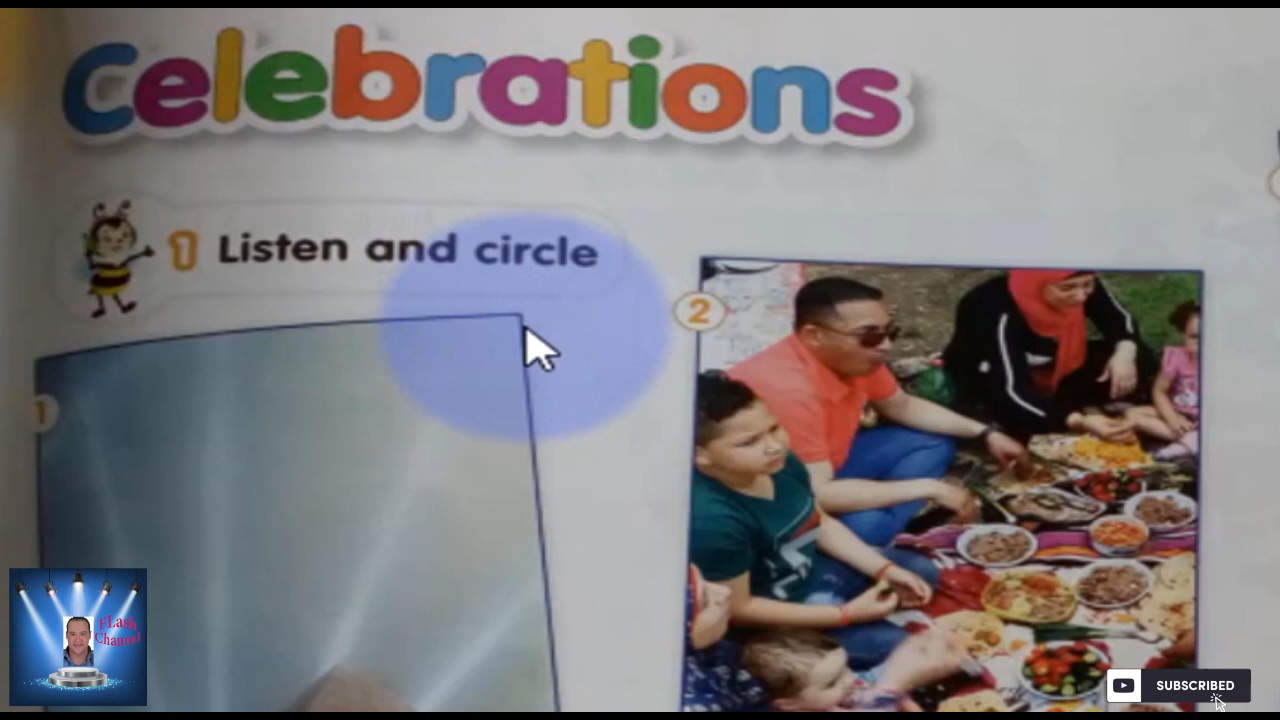 Celebrations
1 Listen and circle
1
2
FLash
Channel
SUBSCRIBED